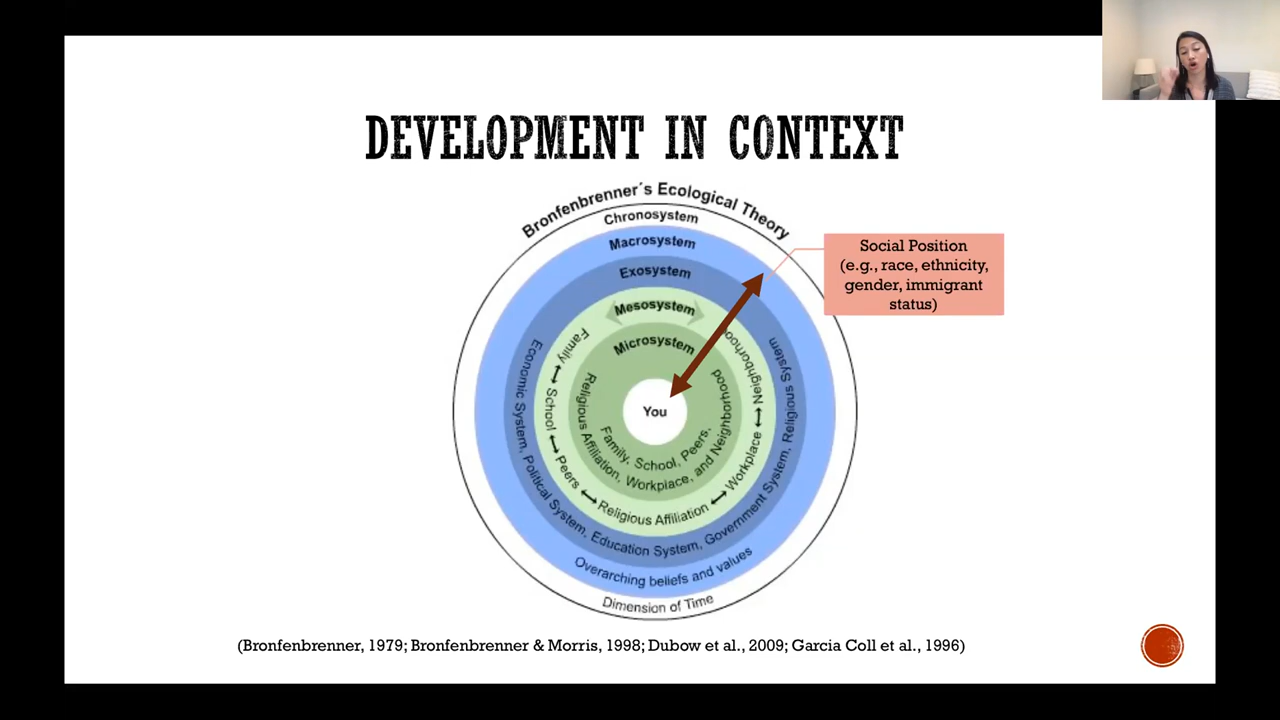 DEVELOPMENT IN CONTEXT
Bronfenbrenner´s Ecological Theory
Chronosystem
Macrosystem
Exosystem
Mesosystem
Microsystem
You
Social Position
(e.g., race, ethnicity,
gender, immigrant
status)
Family, School, Peers,
Religious Affiliation, Workplace, and Neighborhood
Family
School
Peers
Religious Affiliation
Workplace
Neighborhood
Economic System, Political System, Education System, Government System, Religious System
Overarching beliefs and values
Dimension of Time
(Bronfenbrenner, 1979; Bronfenbrenner & Morris, 1998; Dubow et al., 2009; Garcia Coll et al., 1996)